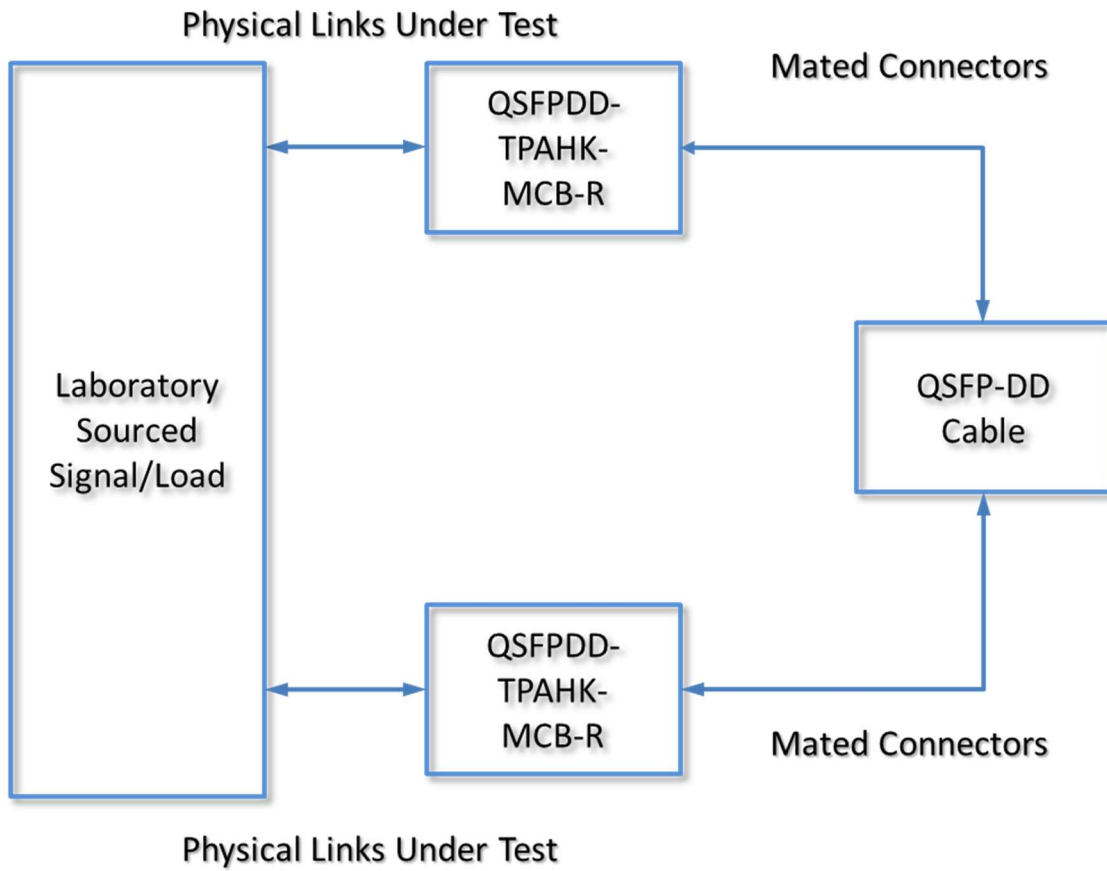 Physical Links Under Test
Mated Connectors
QSFPDD-
TPAHK-
MCB-R
Laboratory
Sourced
Signal/Load
QSFP-DD
Cable
QSFPDD-
TPAHK-
MCB-R
Mated Connectors
Physical Links Under Test